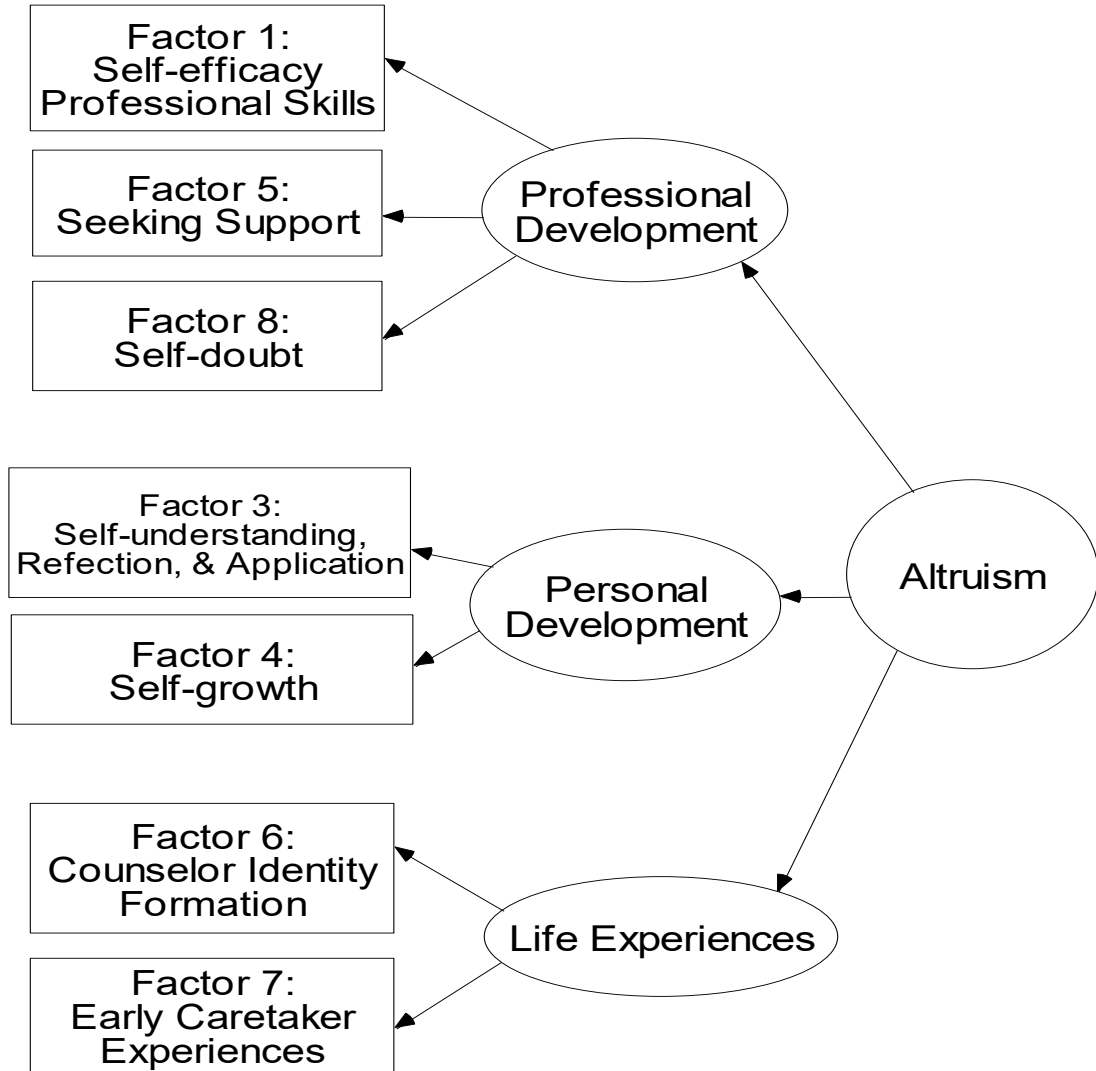 Factor 1:
Self-efficacy
Professional Skills
Factor 5:
Seeking Support
Factor 8:
Self-doubt
Professional
Development
Factor 3:
Self-understanding,
Refection, & Application
Factor 4:
Self-growth
Personal
Development
Altruism
Factor 6:
Counselor Identity
Formation
Factor 7:
Early Caretaker
Experiences
Life Experiences